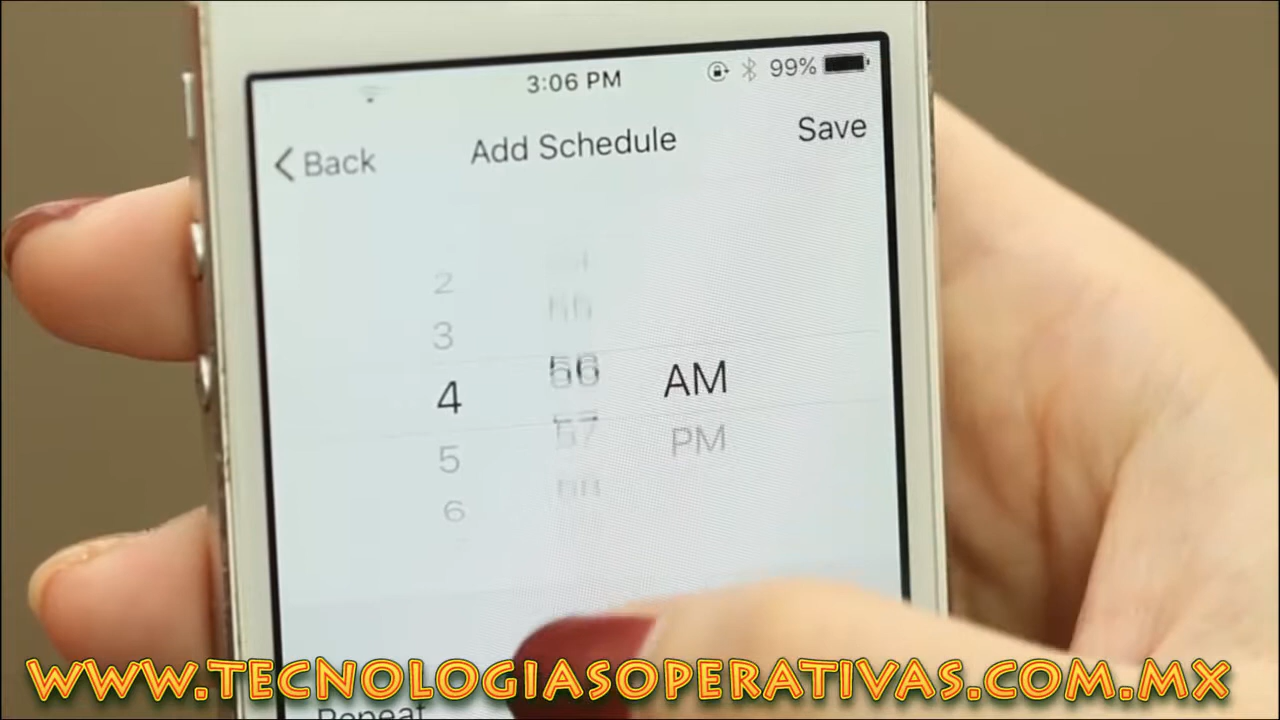 3:06 PM 99%
Back Add Schedule Save
2
3
4 56 AM
5 57 PM
6
Repeat
WWW.TECNOLOGIASOPERATIVAS.COM.MX